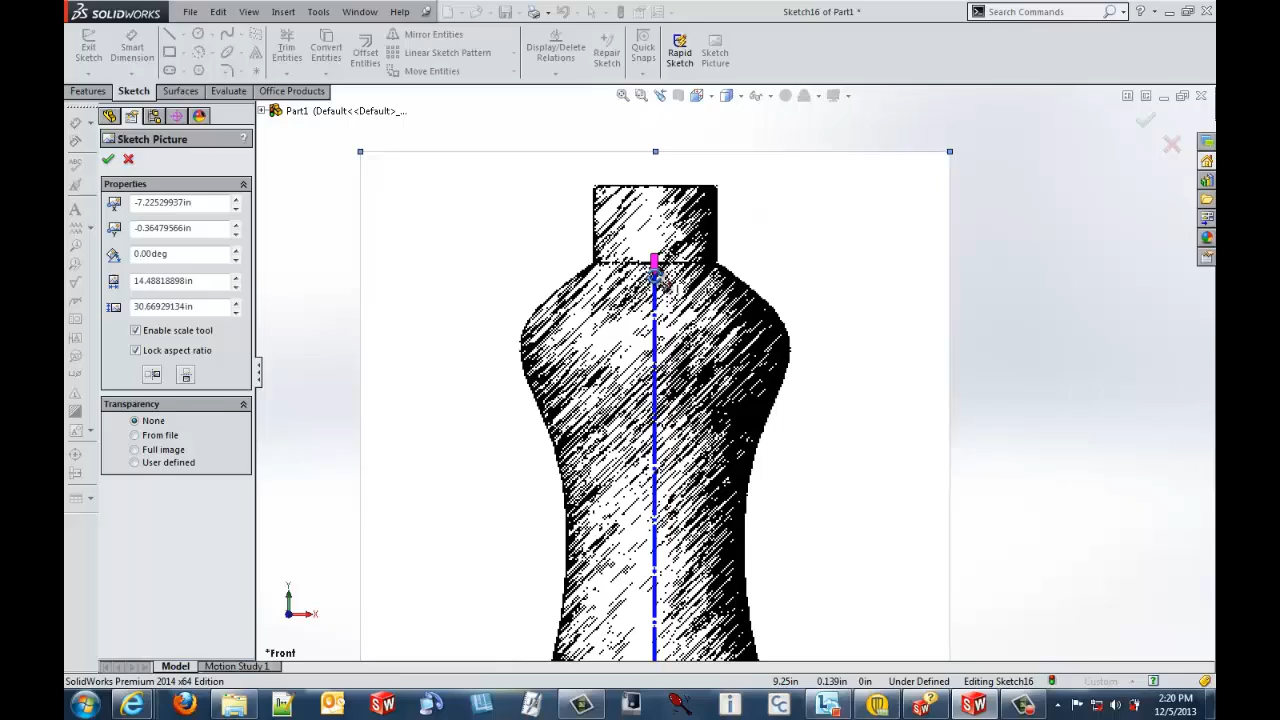 SOLIDWORKS File Edit View Insert Tools Window Help Sketch16 of Part1 * Search Commands
Exit Sketch Smart Dimension Trim Entities Convert Entities Offset Entities Mirror Entities Linear Sketch Pattern Move Entities Display/Delete Relations Repair Sketch Quick Snaps Rapid Sketch Sketch Picture
Features Sketch Surfaces Evaluate Office Products
Part1 (Default<<Default>_...
Sketch Picture ?
Properties
-7.22529937in
-0.36479566in
0.00deg
14.48818898in
30.66929134in
Enable scale tool
Lock aspect ratio
Transparency
None
From file
Full image
User defined
Y
X
*Front
Model Motion Study 1
SolidWorks Premium 2014 x64 Edition 9.25in 0.139in 0in Under Defined Editing Sketch16 Custom
2:20 PM
12/5/2013